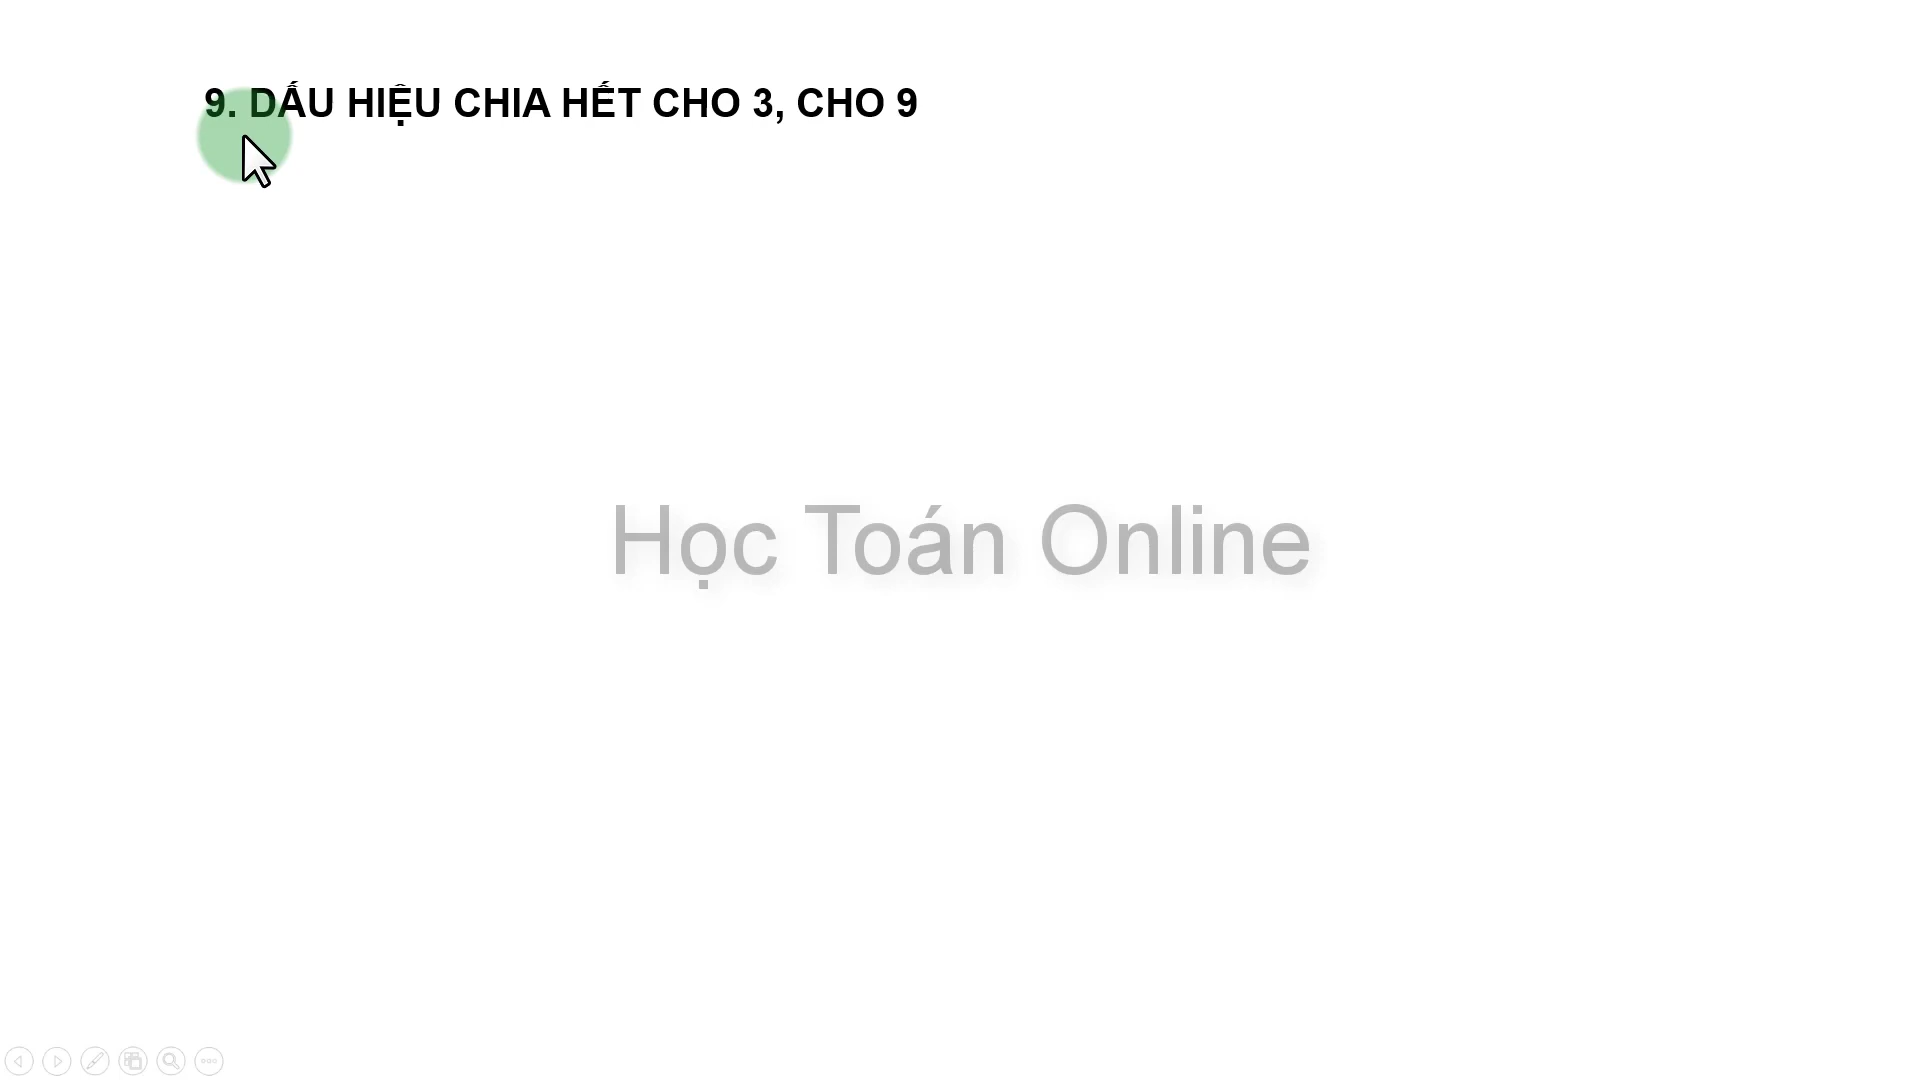 9. DẤU HIỆU CHIA HẾT CHO 3, CHO 9
Học Toán Online